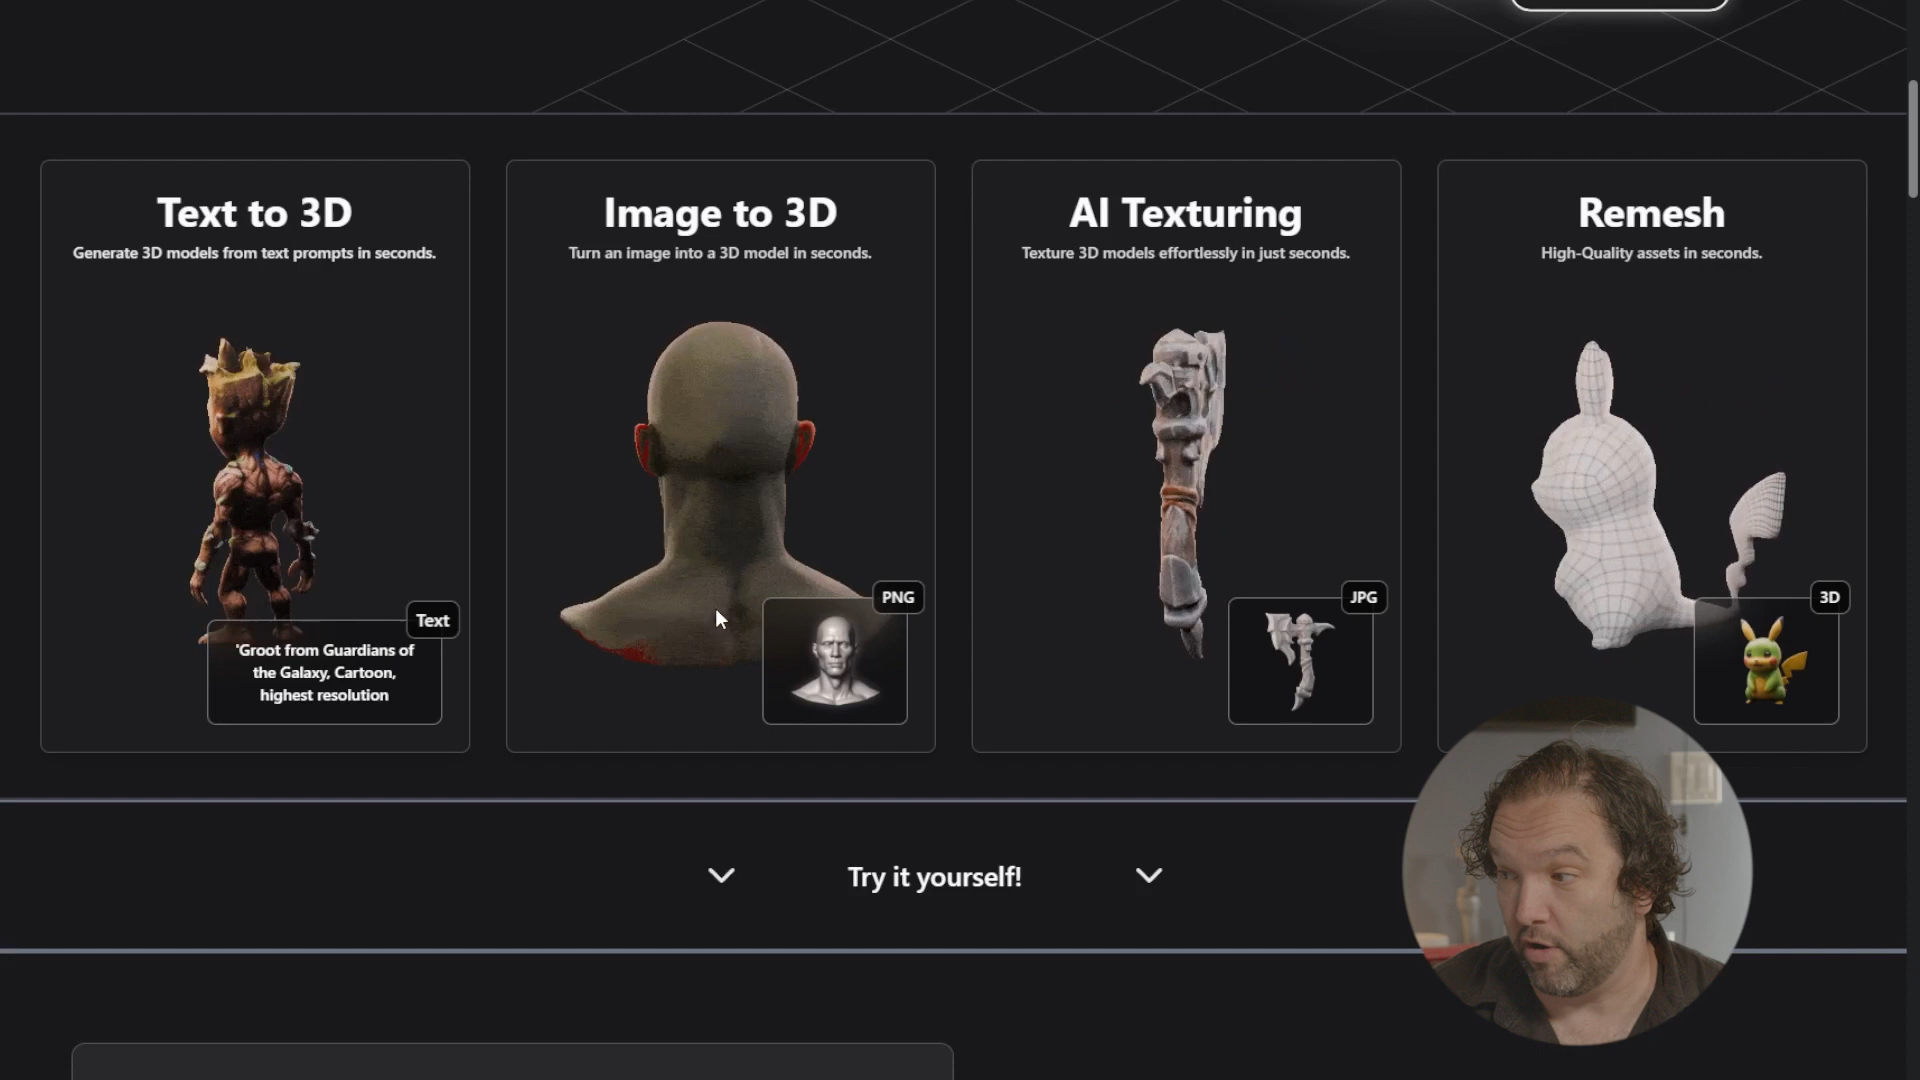 Text to 3D
Generate 3D models from text prompts in seconds.
Text
'Groot from Guardians of
the Galaxy, Cartoon,
highest resolution
Image to 3D
Turn an image into a 3D model in seconds.
PNG
AI Texturing
Texture 3D models effortlessly in just seconds.
JPG
Remesh
High-Quality assets in seconds.
3D
Try it yourself!